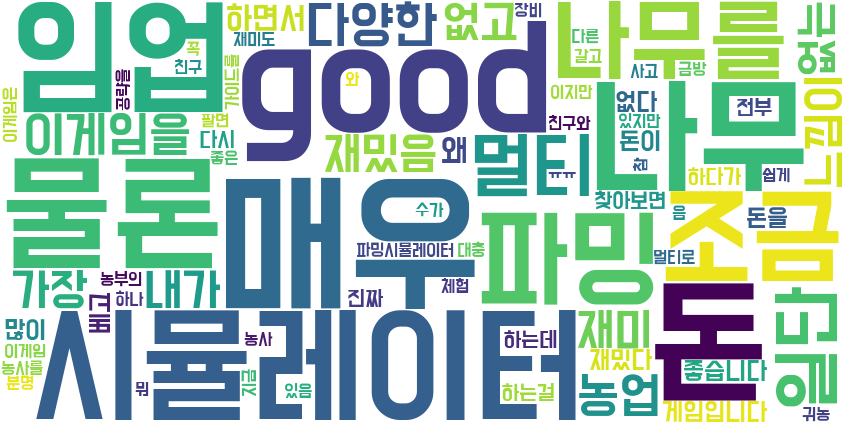 임업
good
나무를
하면서
다양한
없고
장비
재미도
꼭
친구
공략을
가이드를
이게임은
와
다른
갈고
사고
금방
이지만
없다
전부
이게임을
팔면
다시
좋은
재밌음
왜
멀티
친구와
있지만
돈이
참
나무
쉽게
ㅋㅋ
하다가
찾아보면
물론
매우
수가
음
돈을
조금
파밍
파밍시뮬레이터
대충
멀티로
가장
농부의
하나
내가
진짜
체험
베고
많이
시뮬레이터
농사
하는데
재미
돈
이게임
재밌다
좋습니다
농사를
분명
뭔
지금
있음
하는걸
농업
게임입니다
귀농